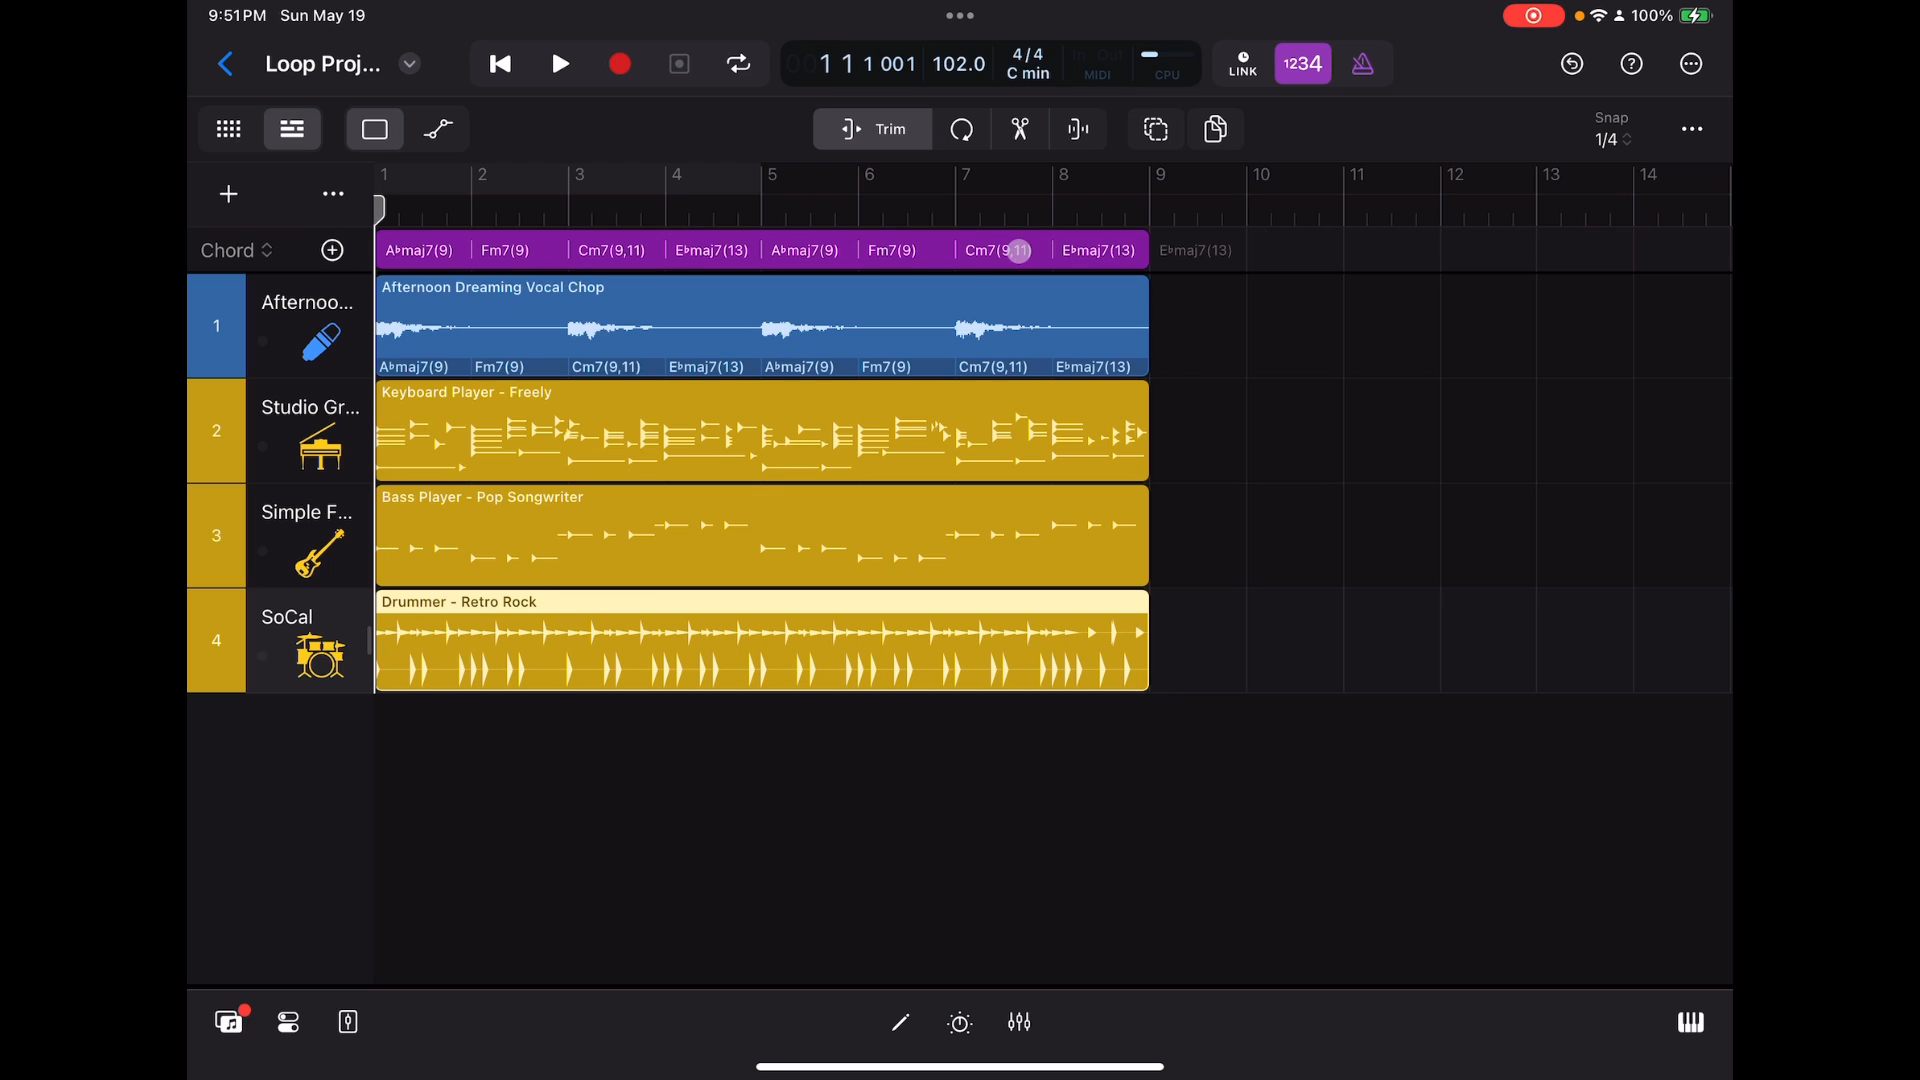 9:51PM Sun May 19
100%
Loop Proj...
00 1 1 1 001 102.0
4/4
C min
In Out
MIDI
CPU
LINK
1234
Trim
Snap
1/4
1 2 3 4 5 6 7 8 9 10 11 12 13 14
Chord
A♭maj7(9) Fm7(9) Cm7(9,11) E♭maj7(13) A♭maj7(9) Fm7(9) Cm7(9,11) E♭maj7(13) E♭maj7(13)
1
Afternoo...
Afternoon Dreaming Vocal Chop
A♭maj7(9) Fm7(9) Cm7(9,11) E♭maj7(13) A♭maj7(9) Fm7(9) Cm7(9,11) E♭maj7(13)
2
Studio Gr...
Keyboard Player - Freely
3
Simple F...
Bass Player - Pop Songwriter
4
SoCal
Drummer - Retro Rock